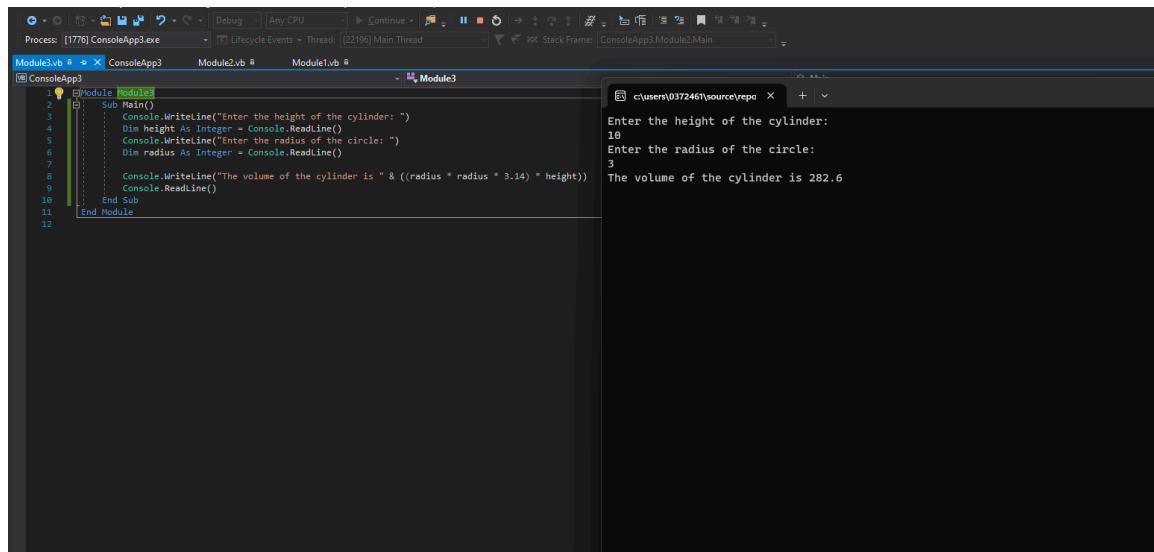 Debug Any CPU Continue
Process: [1776] ConsoleApp3.exe Lifecycle Events Thread: [22196] Main Thread Stack Frame: ConsoleApp3.Module2.Main
Module3.vb ConsoleApp3 Module2.vb Module1.vb
VB ConsoleApp3 Module3
1 Module Module3
2 Sub Main()
3 Console.WriteLine("Enter the height of the cylinder: ")
4 Dim height As Integer = Console.ReadLine()
5 Console.WriteLine("Enter the radius of the circle: ")
6 Dim radius As Integer = Console.ReadLine()
7
8 Console.WriteLine("The volume of the cylinder is " & ((radius * radius * 3.14) * height))
9 Console.ReadLine()
10 End Sub
11 End Module
12
c:\users\0372461\source\repo
Enter the height of the cylinder:
10
Enter the radius of the circle:
3
The volume of the cylinder is 282.6